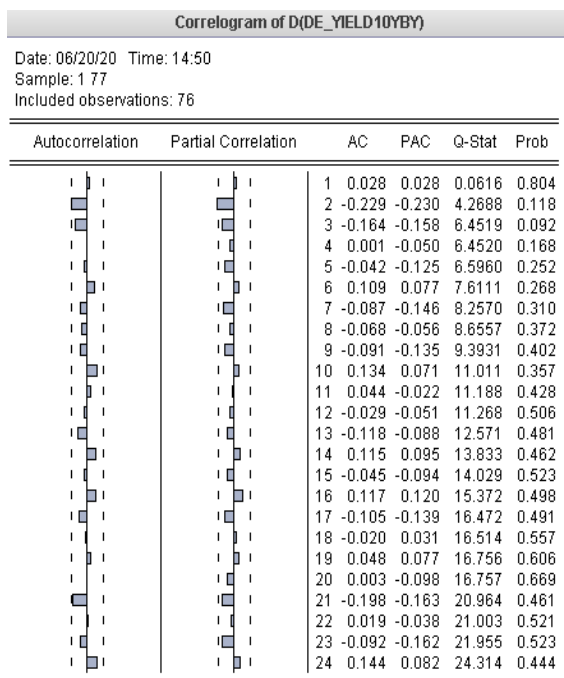 Correlogram of D(DE_YIELD10YBY)
Date: 06/20/20 Time: 14:50
Sample: 1 77
Included observations: 76
Autocorrelation Partial Correlation AC PAC Q-Stat Prob
1 0.028 0.028 0.0616 0.804
2 -0.229 -0.230 4.2688 0.118
3 -0.164 -0.158 6.4519 0.092
4 0.001 -0.050 6.4520 0.168
5 -0.042 -0.125 6.5960 0.252
6 0.109 0.077 7.6111 0.268
7 -0.087 -0.146 8.2570 0.310
8 -0.068 -0.056 8.6557 0.372
9 -0.091 -0.135 9.3931 0.402
10 0.134 0.071 11.011 0.357
11 0.044 -0.022 11.188 0.428
12 -0.029 -0.051 11.268 0.506
13 -0.118 -0.088 12.571 0.481
14 0.115 0.095 13.833 0.462
15 -0.045 -0.094 14.029 0.523
16 0.117 0.120 15.372 0.498
17 -0.105 -0.139 16.472 0.491
18 -0.020 0.031 16.514 0.557
19 0.048 0.077 16.756 0.606
20 0.003 -0.098 16.757 0.669
21 -0.198 -0.163 20.964 0.461
22 0.019 -0.038 21.003 0.521
23 -0.092 -0.162 21.955 0.523
24 0.144 0.082 24.314 0.444